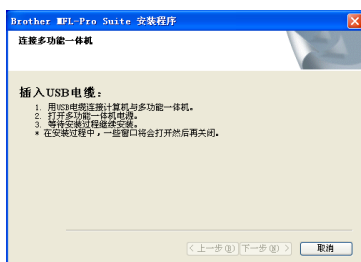 Brother MFL-Pro Suite 安装程序
连接多功能一体机
插入USB电缆：
1. 用USB电缆连接计算机与多功能一体机。
2. 打开多功能一体机电源。
3. 等待安装过程继续安装。
* 在安装过程中，一些窗口将会打开然后再关闭。
< 上一步(B) 下一步(N) > 取消